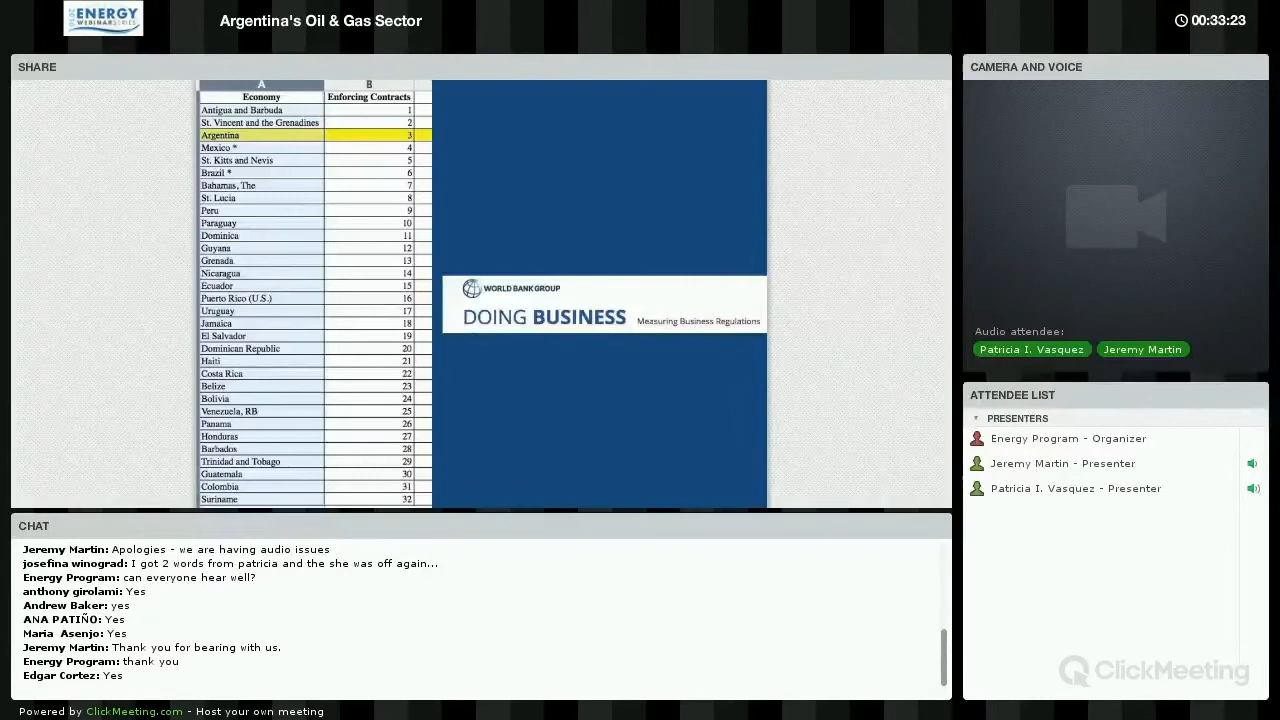 ENERGY
WEBINAR SERIES
Argentina's Oil & Gas Sector
00:33:23
SHARE
A B
Economy Enforcing Contracts
Antigua and Barbuda 1
St. Vincent and the Grenadines 2
Argentina 3
Mexico * 4
St. Kitts and Nevis 5
Brazil * 6
Bahamas, The 7
St. Lucia 8
Peru 9
Paraguay 10
Dominica 11
Guyana 12
Grenada 13
Nicaragua 14
Ecuador 15
Puerto Rico (U.S.) 16
Uruguay 17
Jamaica 18
El Salvador 19
Dominican Republic 20
Haiti 21
Costa Rica 22
Belize 23
Bolivia 24
Venezuela, RB 25
Panama 26
Honduras 27
Barbados 28
Trinidad and Tobago 29
Guatemala 30
Colombia 31
Suriname 32
WORLD BANK GROUP
DOING BUSINESS Measuring Business Regulations
CAMERA AND VOICE
Audio attendee:
Patricia I. Vasquez Jeremy Martin
ATTENDEE LIST
PRESENTERS
Energy Program - Organizer
Jeremy Martin - Presenter
Patricia I. Vasquez - Presenter
CHAT
Jeremy Martin: Apologies - we are having audio issues
josefina winograd: I got 2 words from patricia and the she was off again...
Energy Program: can everyone hear well?
anthony girolami: Yes
Andrew Baker: yes
ANA PATIÑO: Yes
Maria Asenjo: Yes
Jeremy Martin: Thank you for bearing with us.
Energy Program: thank you
Edgar Cortez: Yes
ClickMeeting
Powered by ClickMeeting.com - Host your own meeting